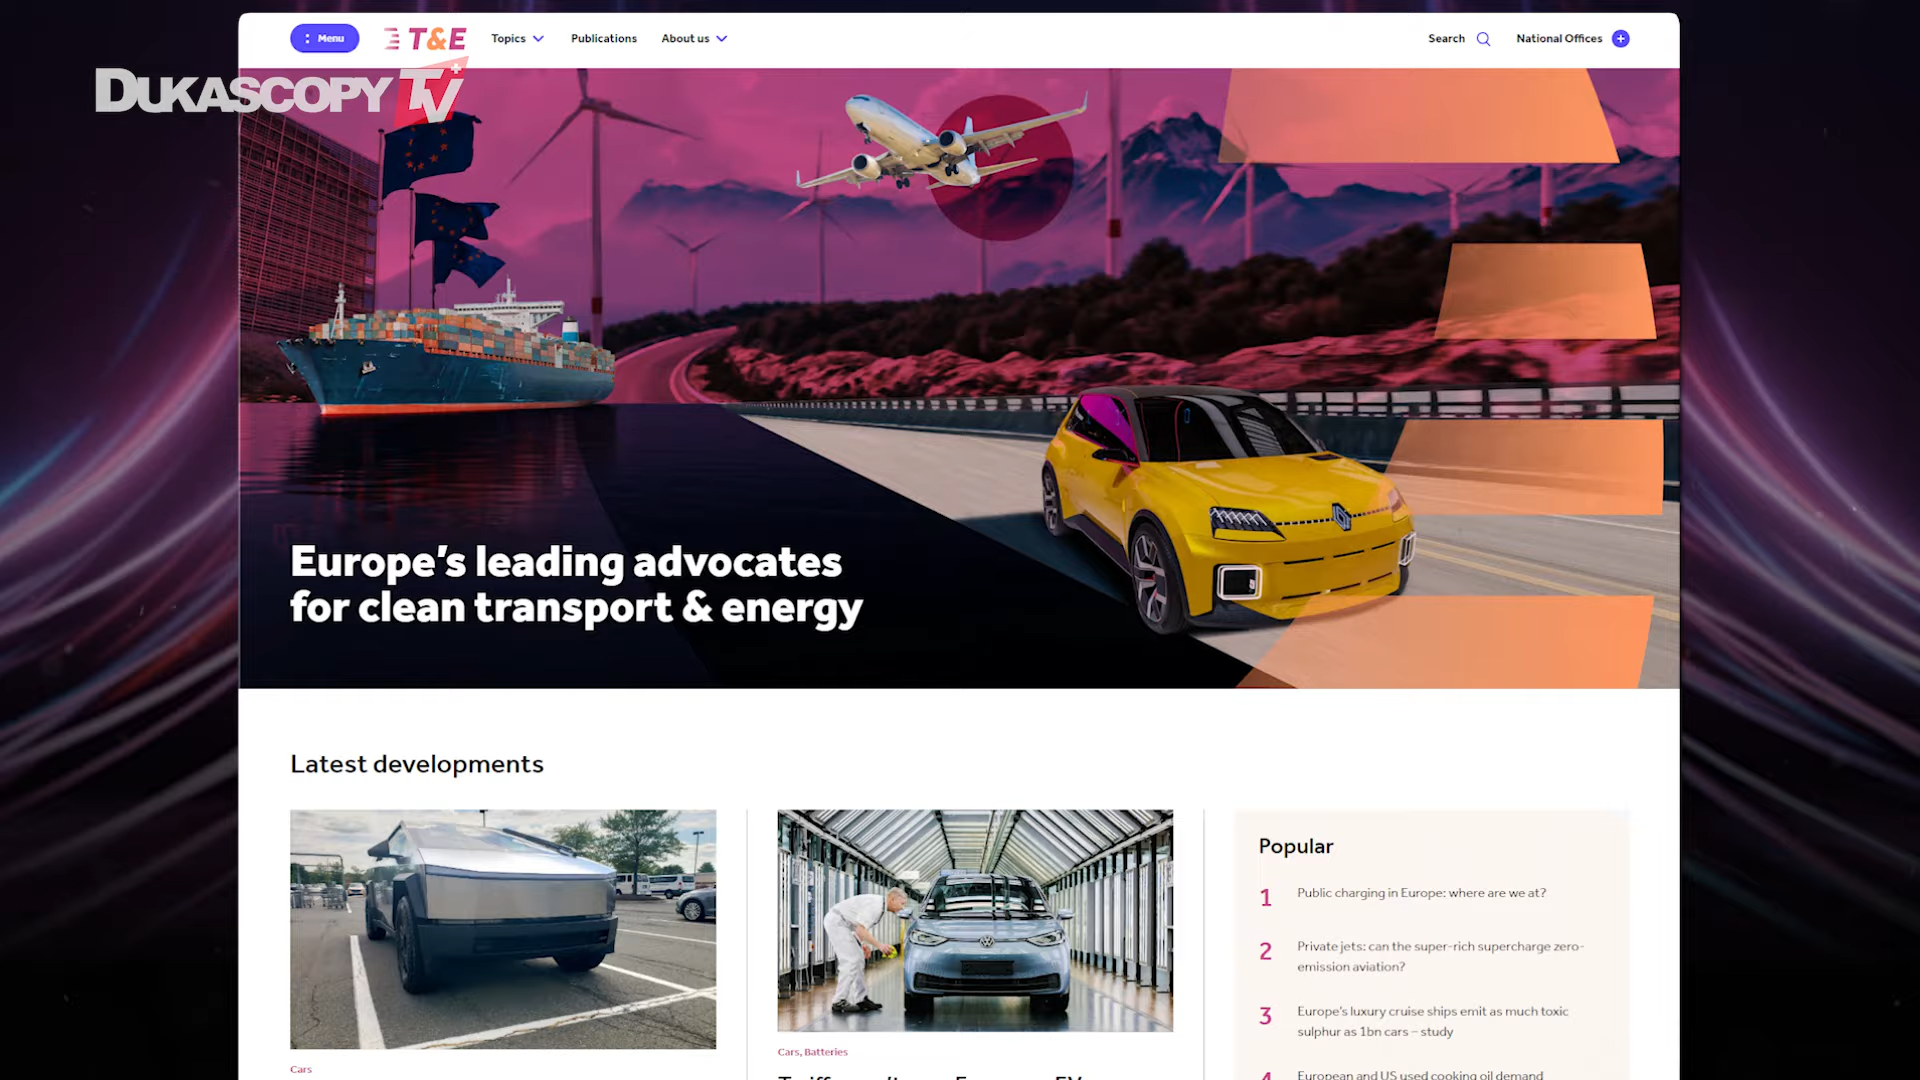 Menu
T&E
Topics
Publications
About us
Search
National Offices
DUKASCOPY TV
Europe's leading advocates
for clean transport & energy
Latest developments
Cars
Cars, Batteries
Popular
1 Public charging in Europe: where are we at?
2 Private jets: can the super-rich supercharge zero-
emission aviation?
3 Europe's luxury cruise ships emit as much toxic
sulphur as 1bn cars – study
European and US used cooking oil demand